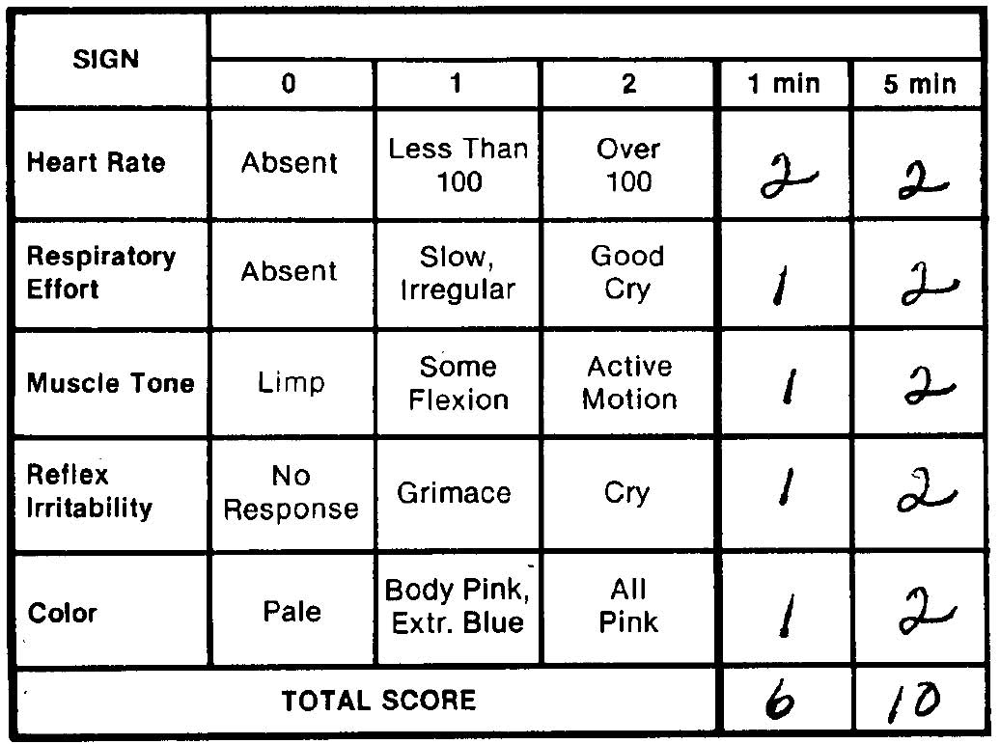 SIGN
0 1 2 1 min 5 min
Heart Rate Absent Less Than 100 Over 100 2 2
Respiratory Effort Absent Slow, Irregular Good Cry 1 2
Muscle Tone Limp Some Flexion Active Motion 1 2
Reflex Irritability No Response Grimace Cry 1 2
Color Pale Body Pink, Extr. Blue All Pink 1 2
TOTAL SCORE 6 10